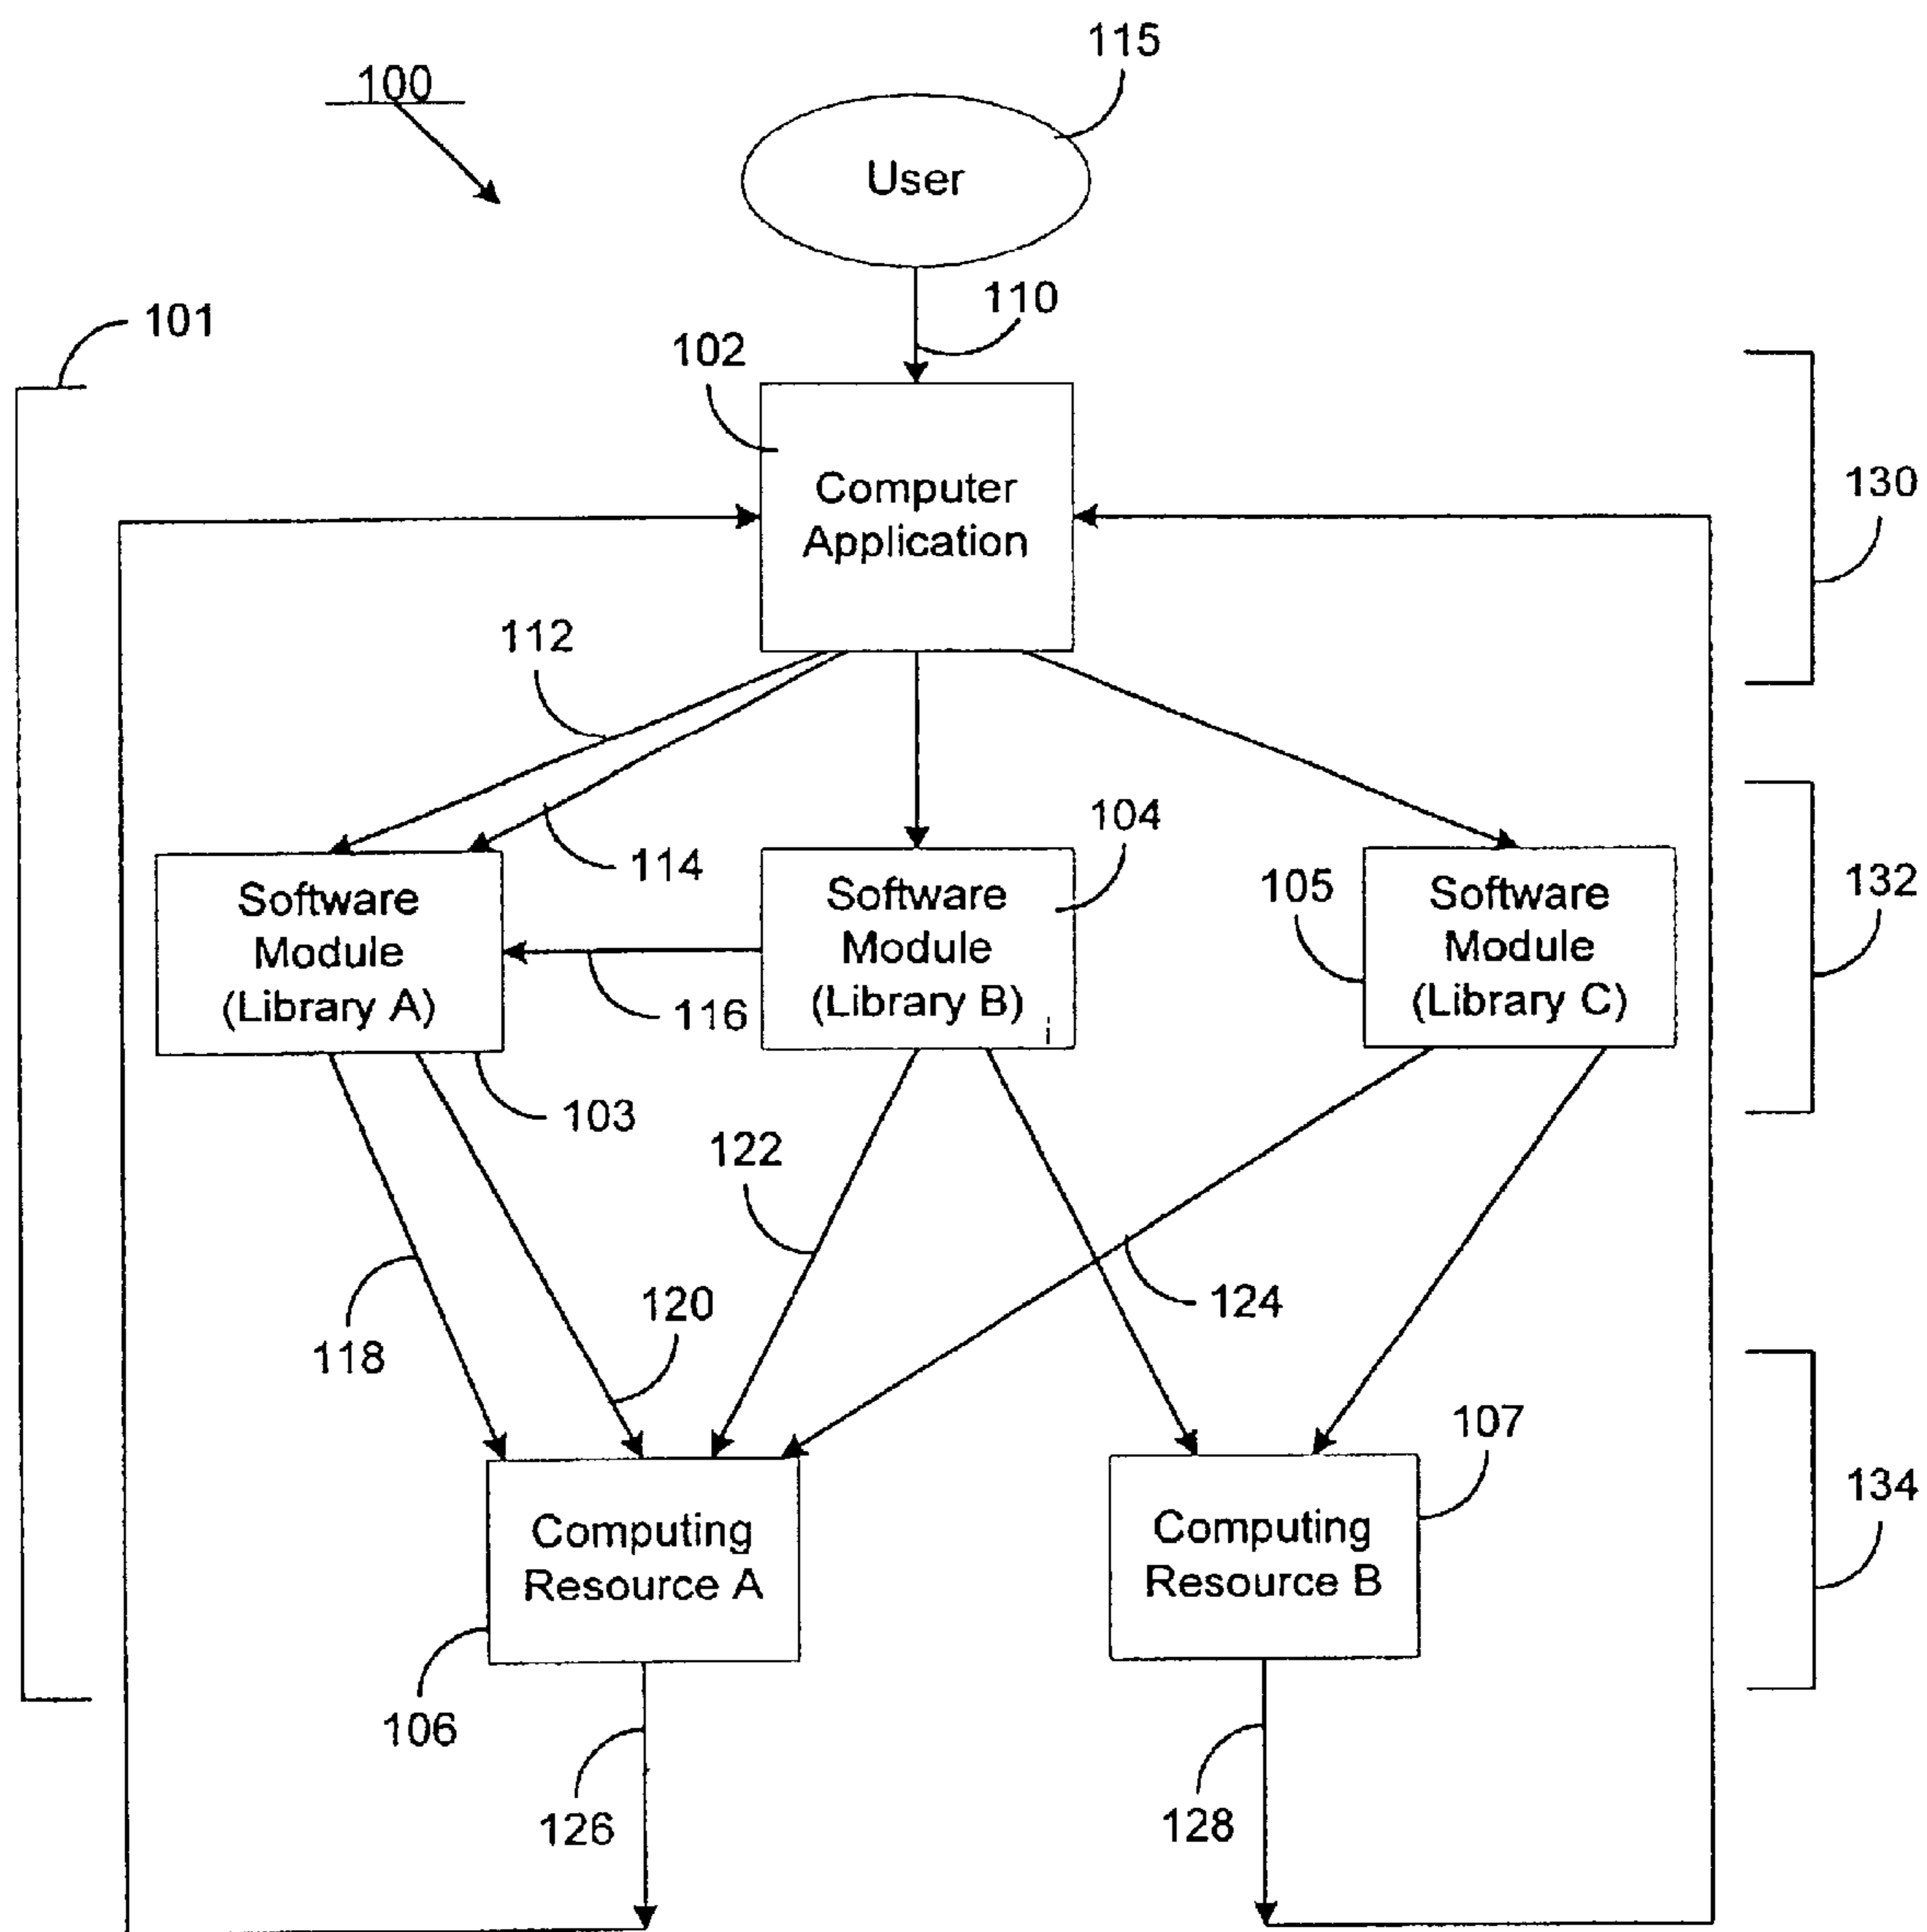 115
100
User
110
101
102
130
Computer
Application
112
104
114
105
132
Software
Module
(Library A)
Software
Module
(Library B)
Software
Module
(Library C)
116
103
122
120
124
118
107
134
Computing
Resource A
Computing
Resource B
106
126
128